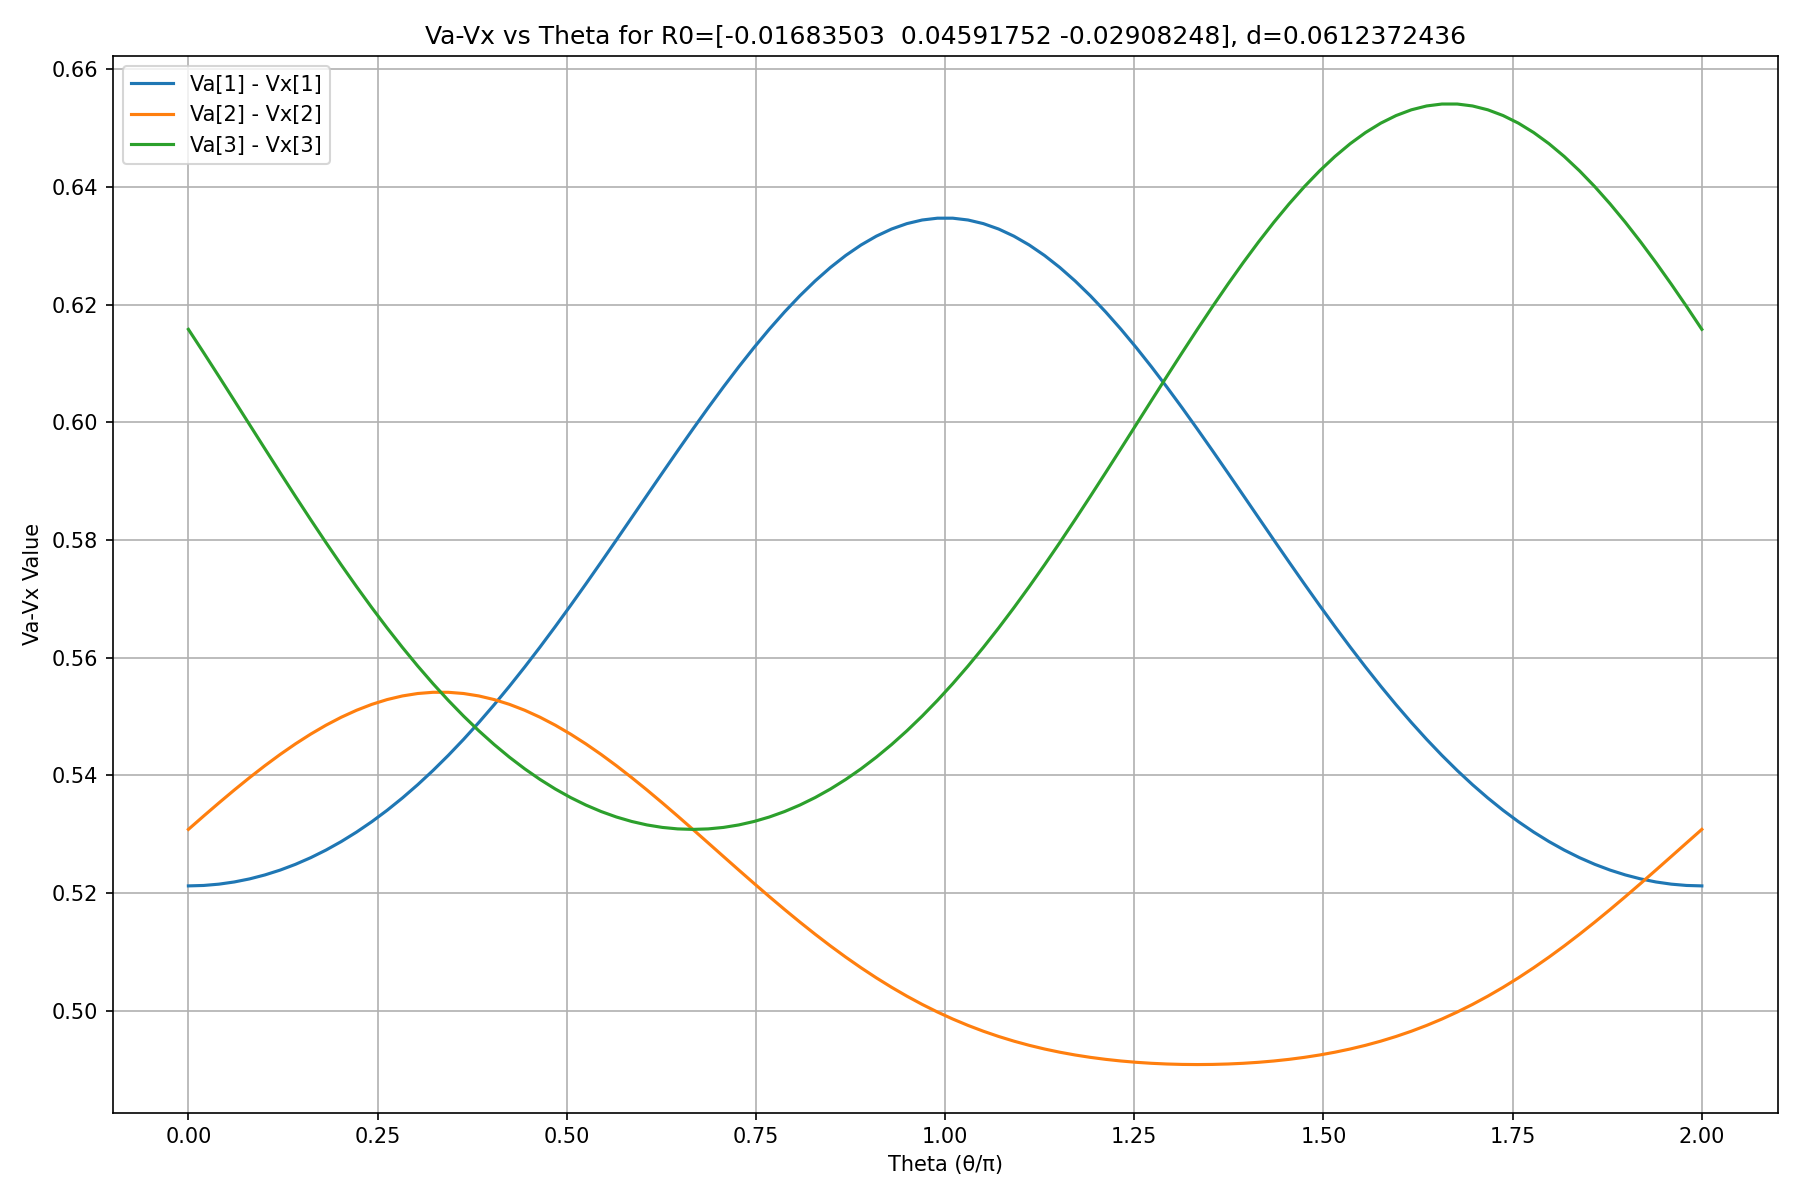 Va-Vx vs Theta for R0=[-0.01683503  0.04591752 -0.02908248], d=0.0612372436
Va[1] - Vx[1]
Va[2] - Vx[2]
Va[3] - Vx[3]
0.66
0.64
0.62
0.60
0.58
0.56
0.54
0.52
0.50
Va-Vx Value
0.00 0.25 0.50 0.75 1.00 1.25 1.50 1.75 2.00
Theta (θ/π)